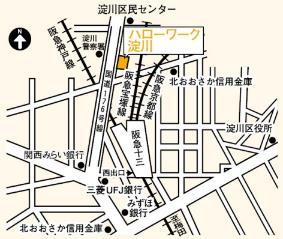 淀川区民センター
ハローワーク
淀川
阪急神戸線
淀川
警察署
国道176号線
阪急宝塚線
阪急京都線
北おおさか信用金庫
淀川区役所
阪急十三
関西みらい銀行
西出口
三菱UFJ銀行
みずほ
銀行
北おおさか信用金庫
至梅田
N